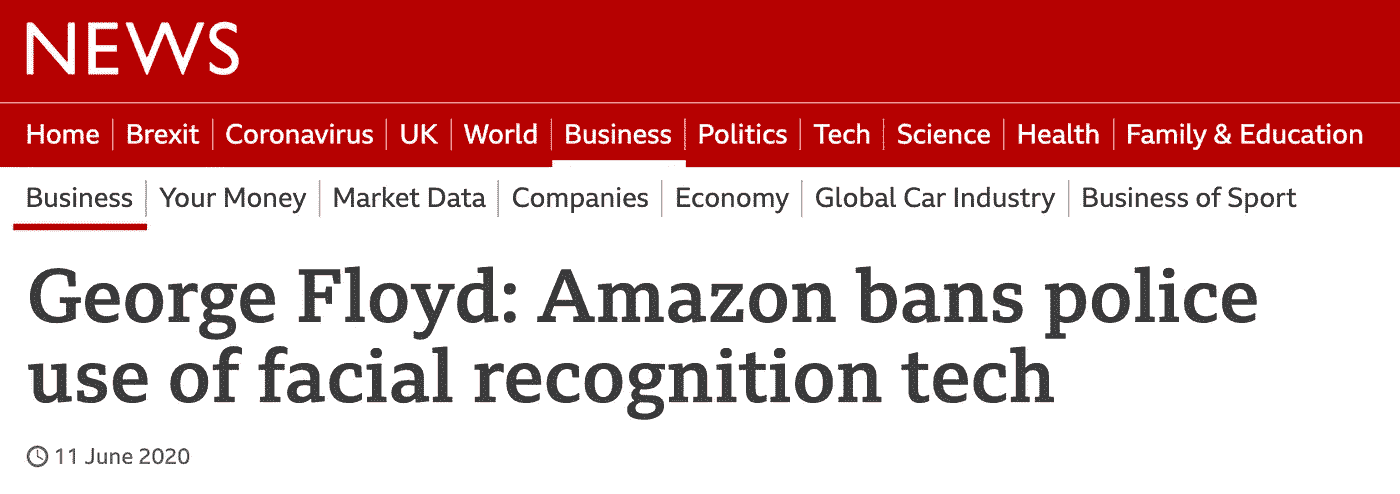 NEWS
Home Brexit Coronavirus UK World Business Politics Tech Science Health Family & Education
Business Your Money Market Data Companies Economy Global Car Industry Business of Sport
George Floyd: Amazon bans police
use of facial recognition tech
11 June 2020